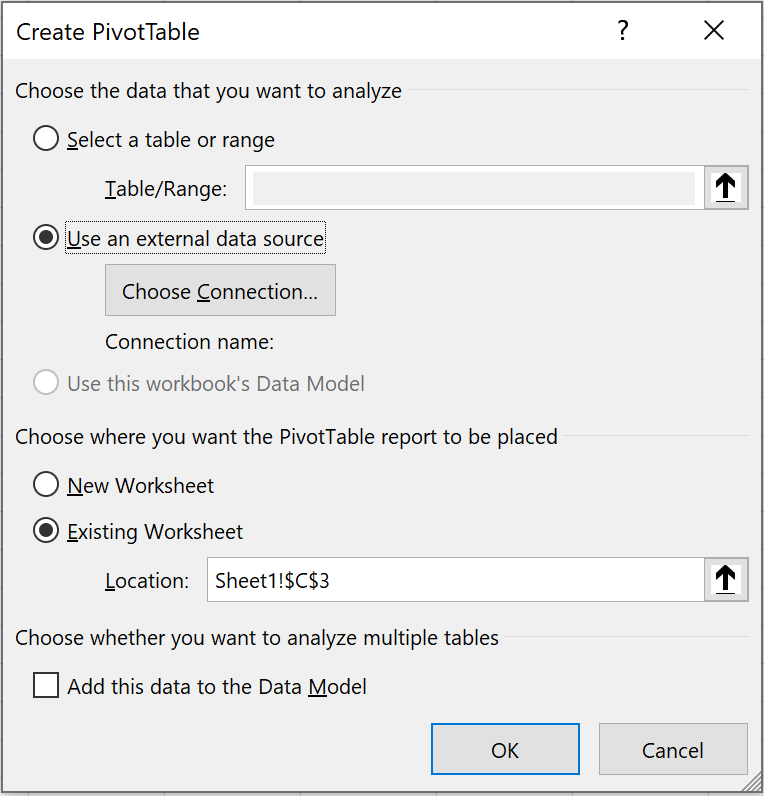 Create PivotTable ?
Choose the data that you want to analyze
Select a table or range
Table/Range:
Use an external data source
Choose Connection...
Connection name:
Use this workbook's Data Model
Choose where you want the PivotTable report to be placed
New Worksheet
Existing Worksheet
Location: Sheet1!$C$3
Choose whether you want to analyze multiple tables
Add this data to the Data Model
OK Cancel